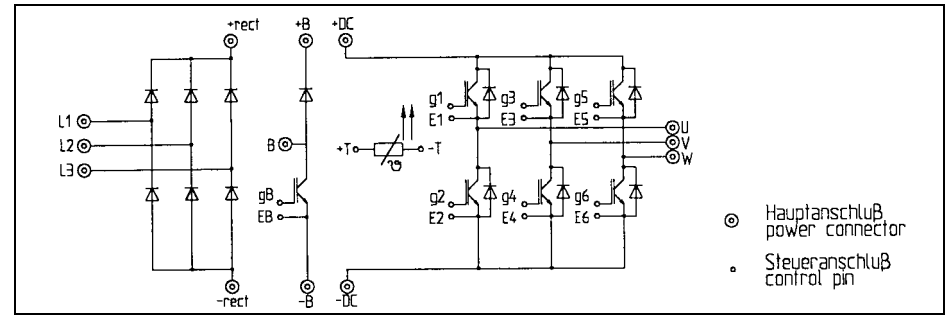 +rect +B +DC
g1 g3 g5
L1 E1 E3 E5
U
L2 B +T -T V
ϑ W
L3
gB g2 g4 g6
EB E2 E4 E6
Hauptanschluß
power connector
Steueranschluß
control pin
-rect -B -DC